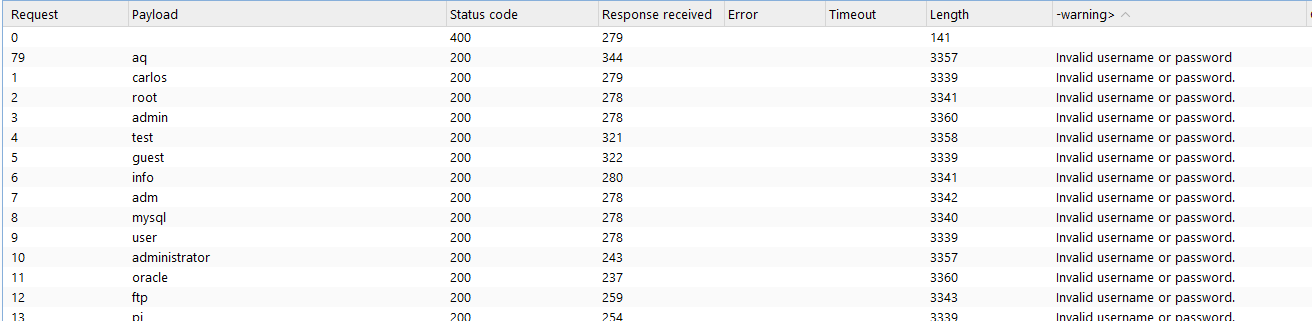 Request Payload Status code Response received Error Timeout Length -warning>
0 400 279 141
79 aq 200 344 3357 Invalid username or password
1 carlos 200 279 3339 Invalid username or password.
2 root 200 278 3341 Invalid username or password.
3 admin 200 278 3360 Invalid username or password.
4 test 200 321 3358 Invalid username or password.
5 guest 200 322 3339 Invalid username or password.
6 info 200 280 3341 Invalid username or password.
7 adm 200 278 3342 Invalid username or password.
8 mysql 200 278 3340 Invalid username or password.
9 user 200 278 3339 Invalid username or password.
10 administrator 200 243 3357 Invalid username or password.
11 oracle 200 237 3360 Invalid username or password.
12 ftp 200 259 3343 Invalid username or password.
13 pi 200 254 3339 Invalid username or password.